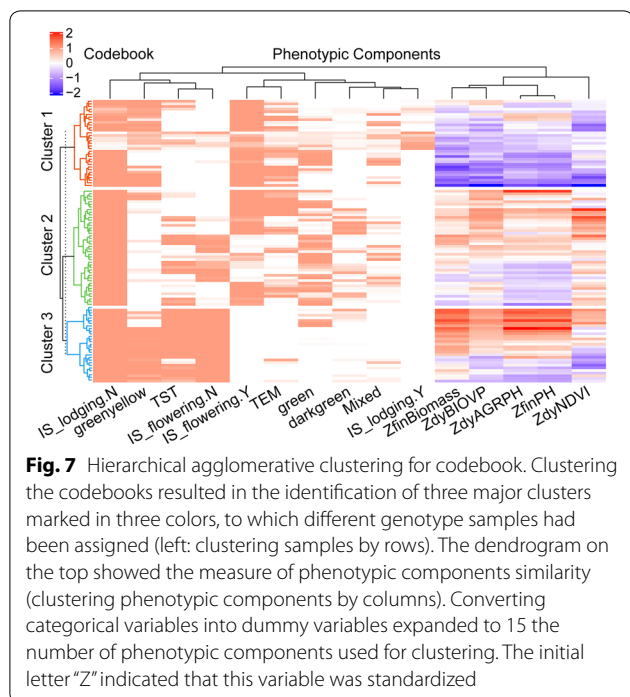 2
1
0
-1
-2
Codebook
Phenotypic Components
Cluster 1
Cluster 2
Cluster 3
IS_lodging.N
greenyellow
TST
IS_flowering.N
IS_flowering.Y
TEM
green
darkgreen
Mixed
IS_lodging.Y
ZfinBiomass
ZdyBIOVP
ZdyAGRPH
ZfinPH
ZdyNDVI
Fig. 7 Hierarchical agglomerative clustering for codebook. Clustering
the codebooks resulted in the identification of three major clusters
marked in three colors, to which different genotype samples had
been assigned (left: clustering samples by rows). The dendrogram on
the top showed the measure of phenotypic components similarity
(clustering phenotypic components by columns). Converting
categorical variables into dummy variables expanded to 15 the
number of phenotypic components used for clustering. The initial
letter “Z” indicated that this variable was standardized